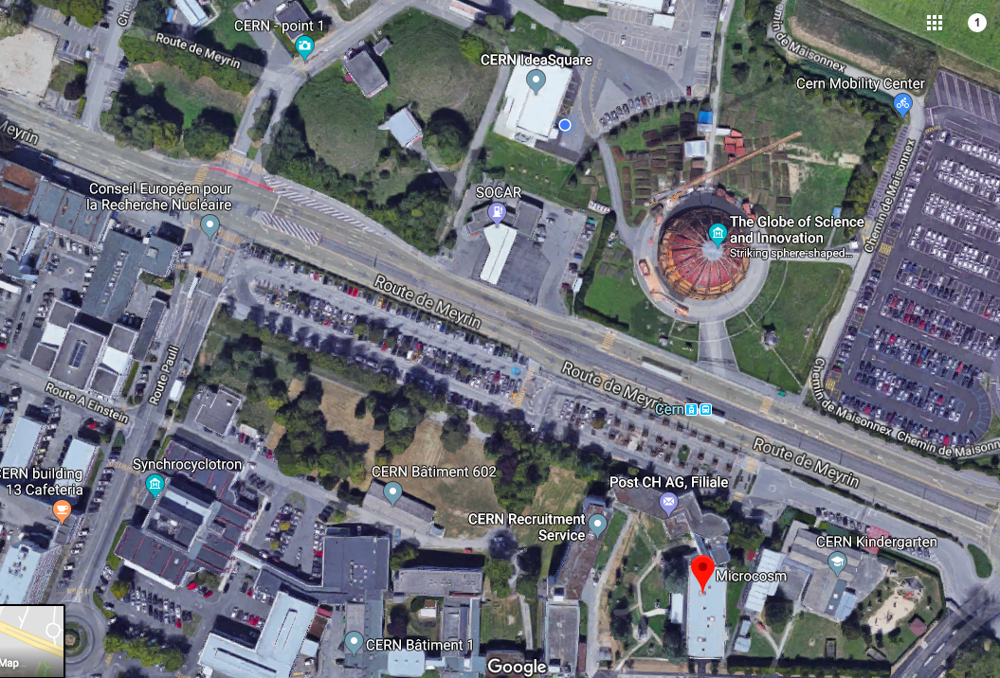 CERN - point 1
Route de Meyrin
CERN IdeaSquare
Chemin de Maisonnex
1
Cern Mobility Center
Meyrin
Conseil Européen pour
la Recherche Nucléaire
SOCAR
The Globe of Science
and Innovation
Striking sphere-shaped...
Chemin de Maisonnex
Route de Meyrin
Route Pauli
Route de Meyrin
Route A Einstein
Cern
Chemin de Maisonnex
Chemin de Maisonn
Route de Meyrin
Synchrocyclotron
CERN building
13 Cafeteria
CERN Bâtiment 602
Post CH AG, Filiale
CERN Recruitment
Service
CERN Kindergarten
Microcosm
CERN Bâtiment 1
Map
Google